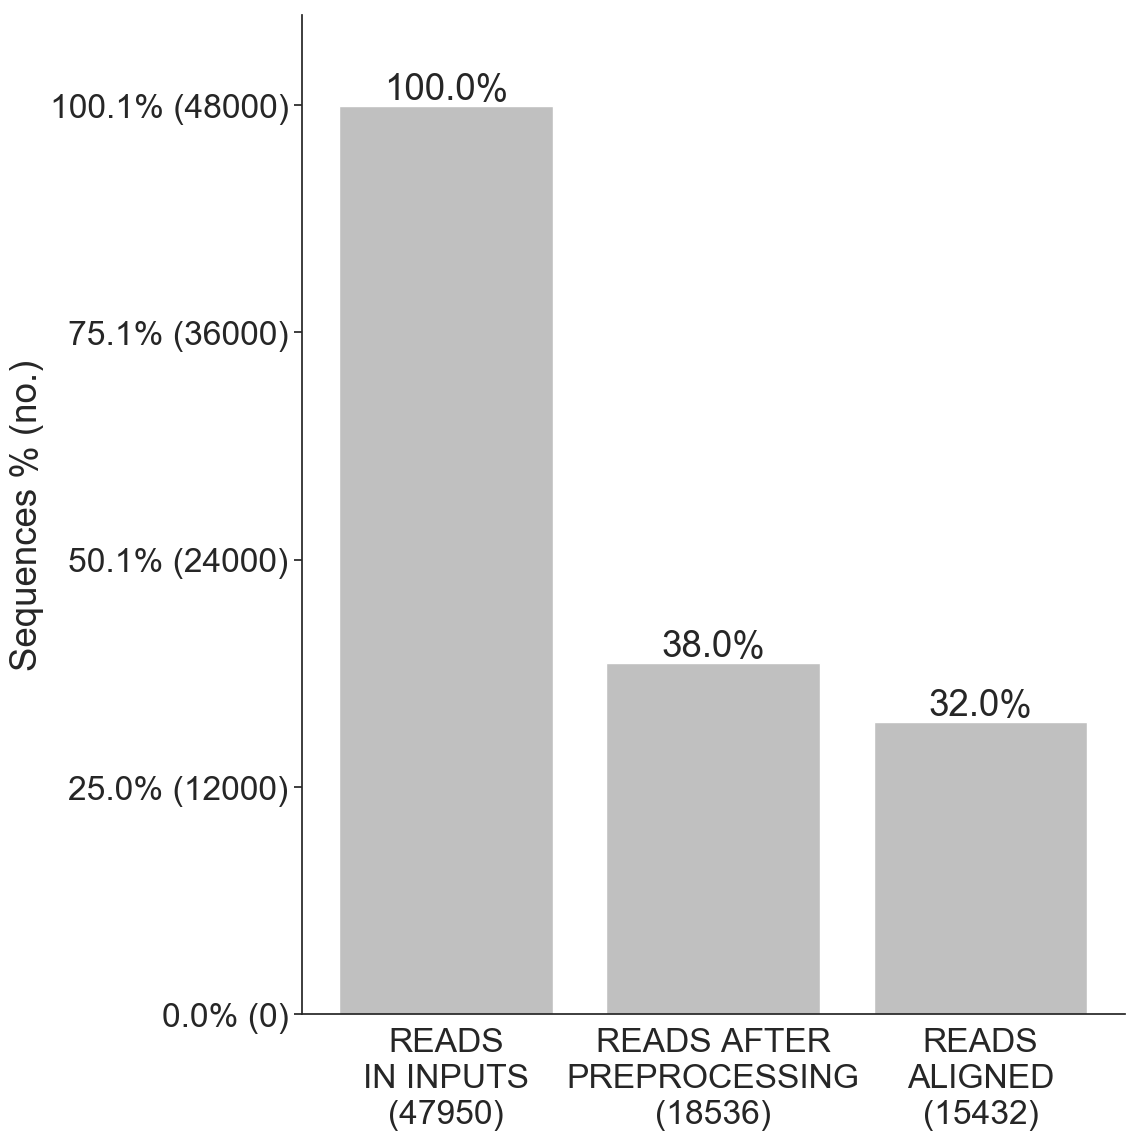 Sequences % (no.)
100.1% (48000)
75.1% (36000)
50.1% (24000)
25.0% (12000)
0.0% (0)
100.0%
38.0%
32.0%
READS
IN INPUTS
(47950)
READS AFTER
PREPROCESSING
(18536)
READS
ALIGNED
(15432)